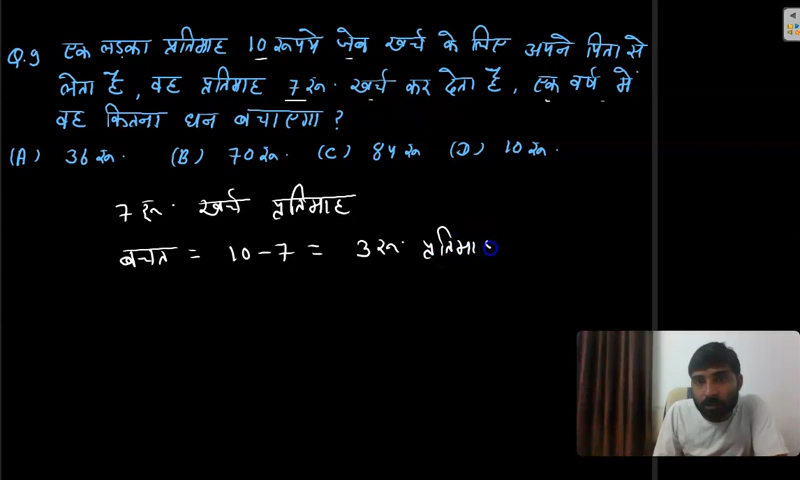 Q.9 एक लड़का प्रतिमाह 10 रूपये जेब खर्च के लिए अपने पिता से
लेता है, वह प्रतिमाह 7 रू. खर्च कर देता है, एक वर्ष में
वह कितना धन बचाएगा ?
(A) 36 रू. (B) 70 रू. (C) 84 रू (D) 10 रू.
7 रू. खर्च प्रतिमाह
बचत = 10 - 7 = 3 रू. प्रतिमा